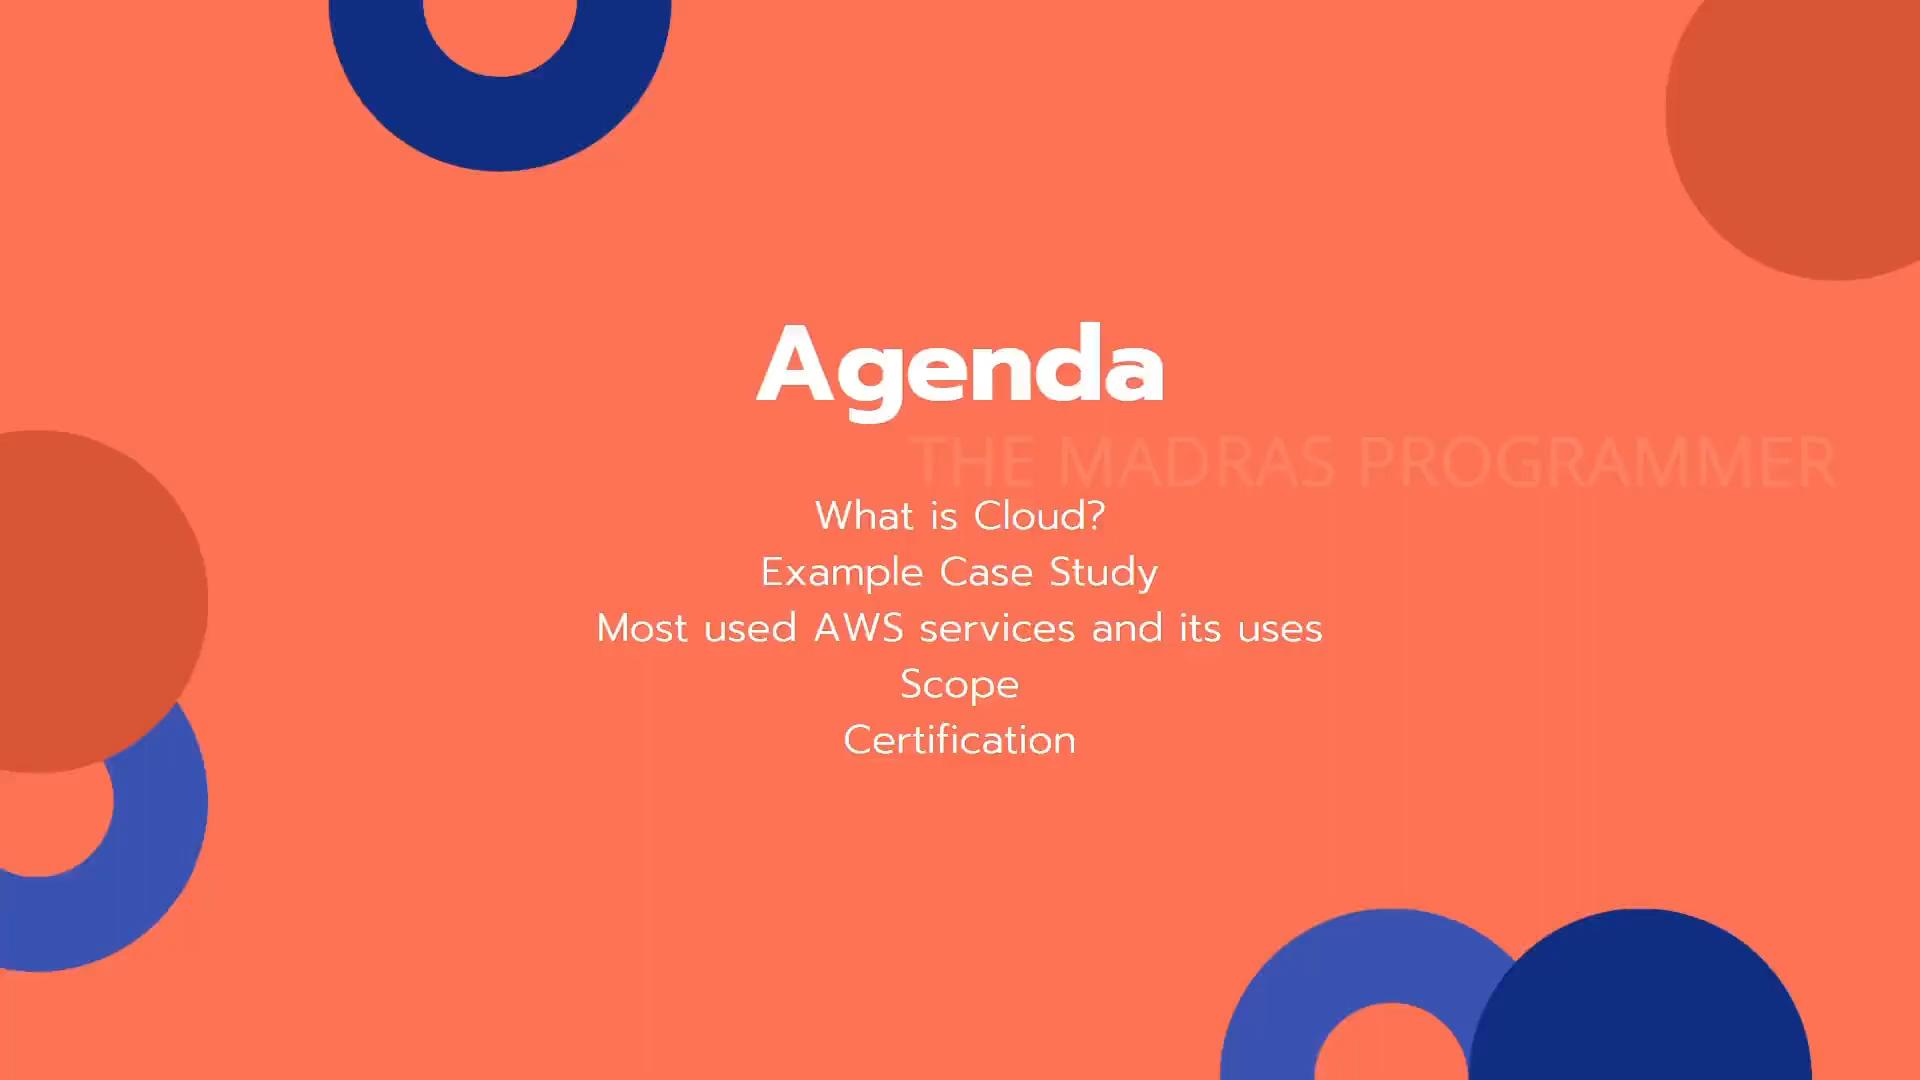 Agenda
THE MADRAS PROGRAMMER
What is Cloud?
Example Case Study
Most used AWS services and its uses
Scope
Certification